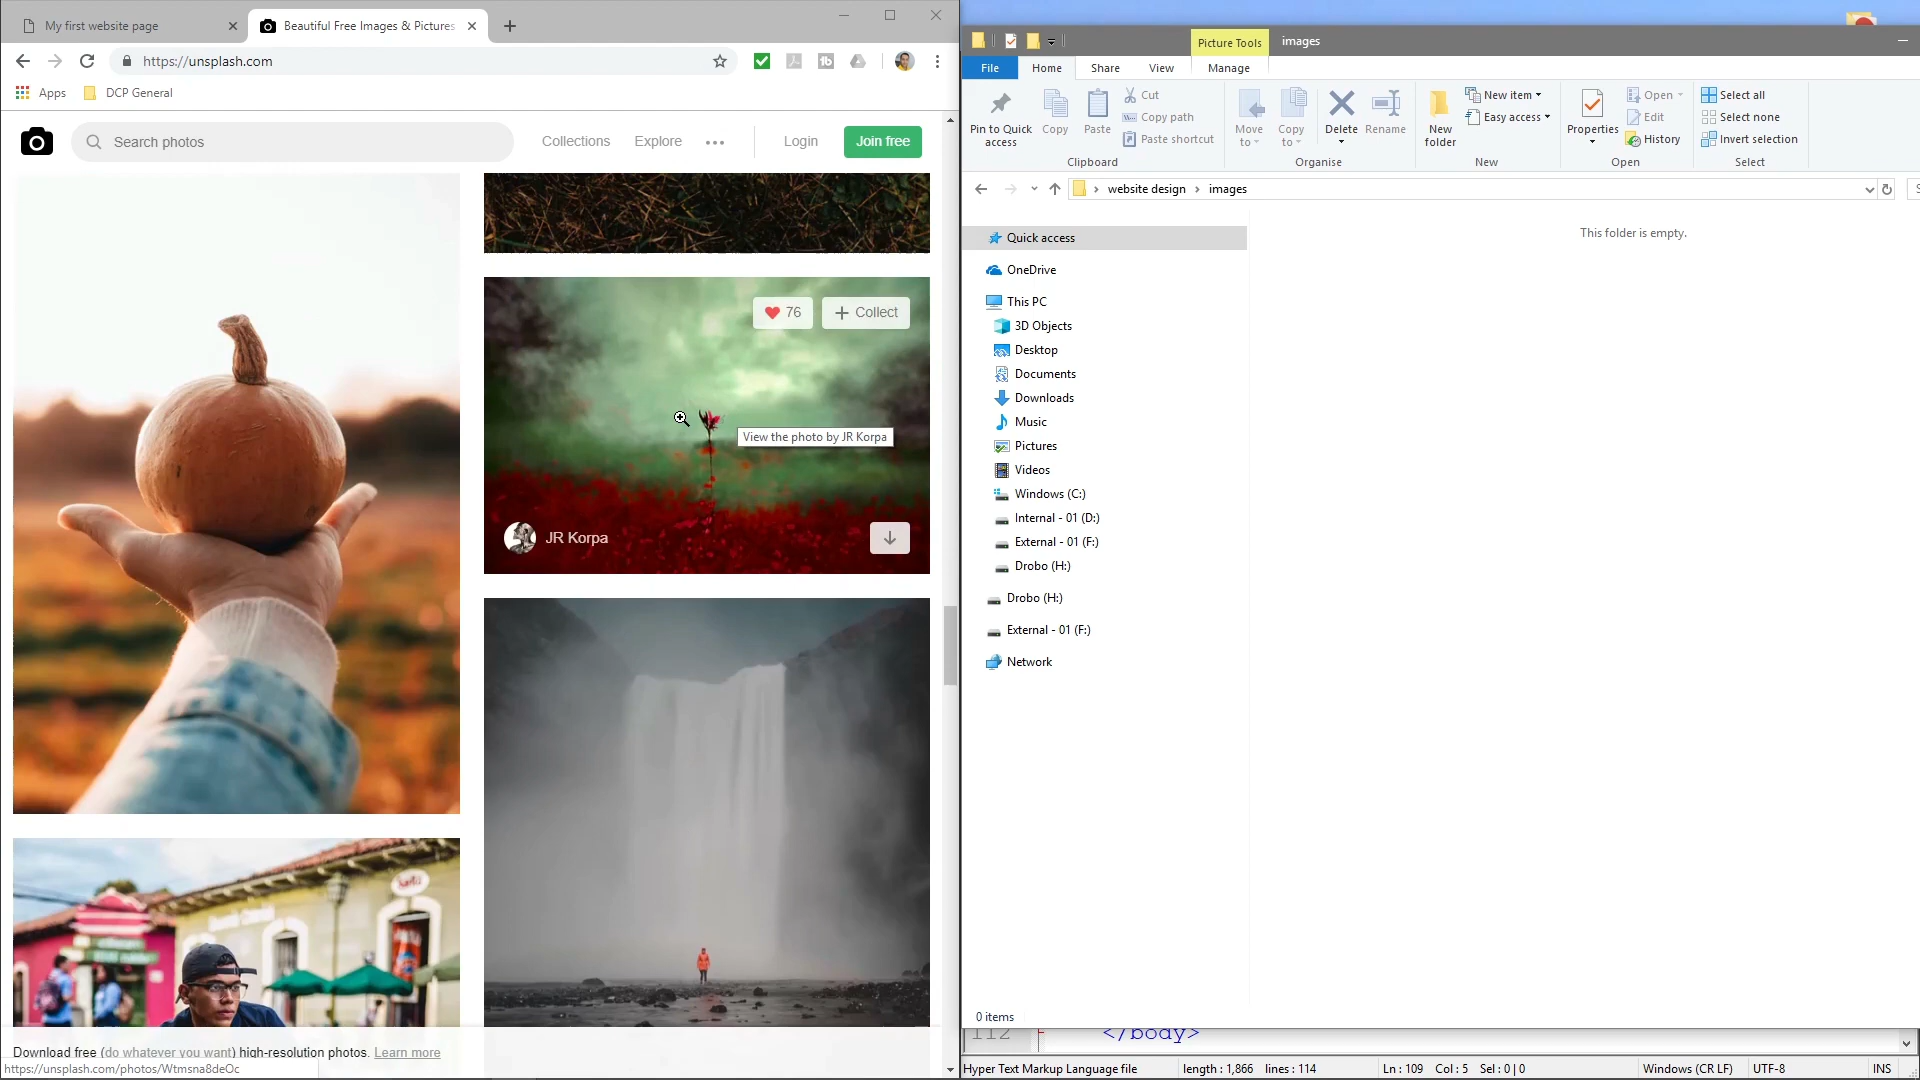 My first website page
Beautiful Free Images & Pictures
https://unsplash.com
Apps
DCP General
Search photos
Collections
Explore
Login
Join free
76
Collect
View the photo by JR Korpa
JR Korpa
Download free (do whatever you want) high-resolution photos. Learn more
https://unsplash.com/photos/Wtmsna8deOc
Picture Tools
images
File
Home
Share
View
Manage
Pin to Quick access
Copy
Paste
Cut
Copy path
Paste shortcut
Clipboard
Move to
Copy to
Delete
Rename
Organise
New folder
New item
Easy access
New
Properties
Open
Edit
History
Open
Select all
Select none
Invert selection
Select
website design > images
Quick access
OneDrive
This PC
3D Objects
Desktop
Documents
Downloads
Music
Pictures
Videos
Windows (C:)
Internal - 01 (D:)
External - 01 (F:)
Drobo (H:)
Drobo (H:)
External - 01 (F:)
Network
This folder is empty.
0 items
112 </body>
Hyper Text Markup Language file
length : 1,866 lines : 114
Ln : 109 Col : 5 Sel : 0 | 0
Windows (CR LF)
UTF-8
INS